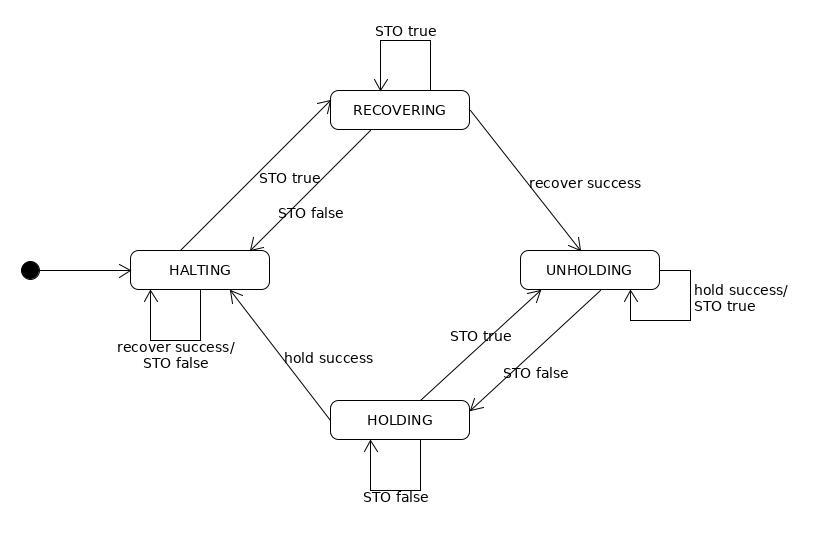 STO true
RECOVERING
STO true
recover success
STO false
HALTING
UNHOLDING
hold success/
STO true
recover success/
STO false
hold success
STO true
STO false
HOLDING
STO false